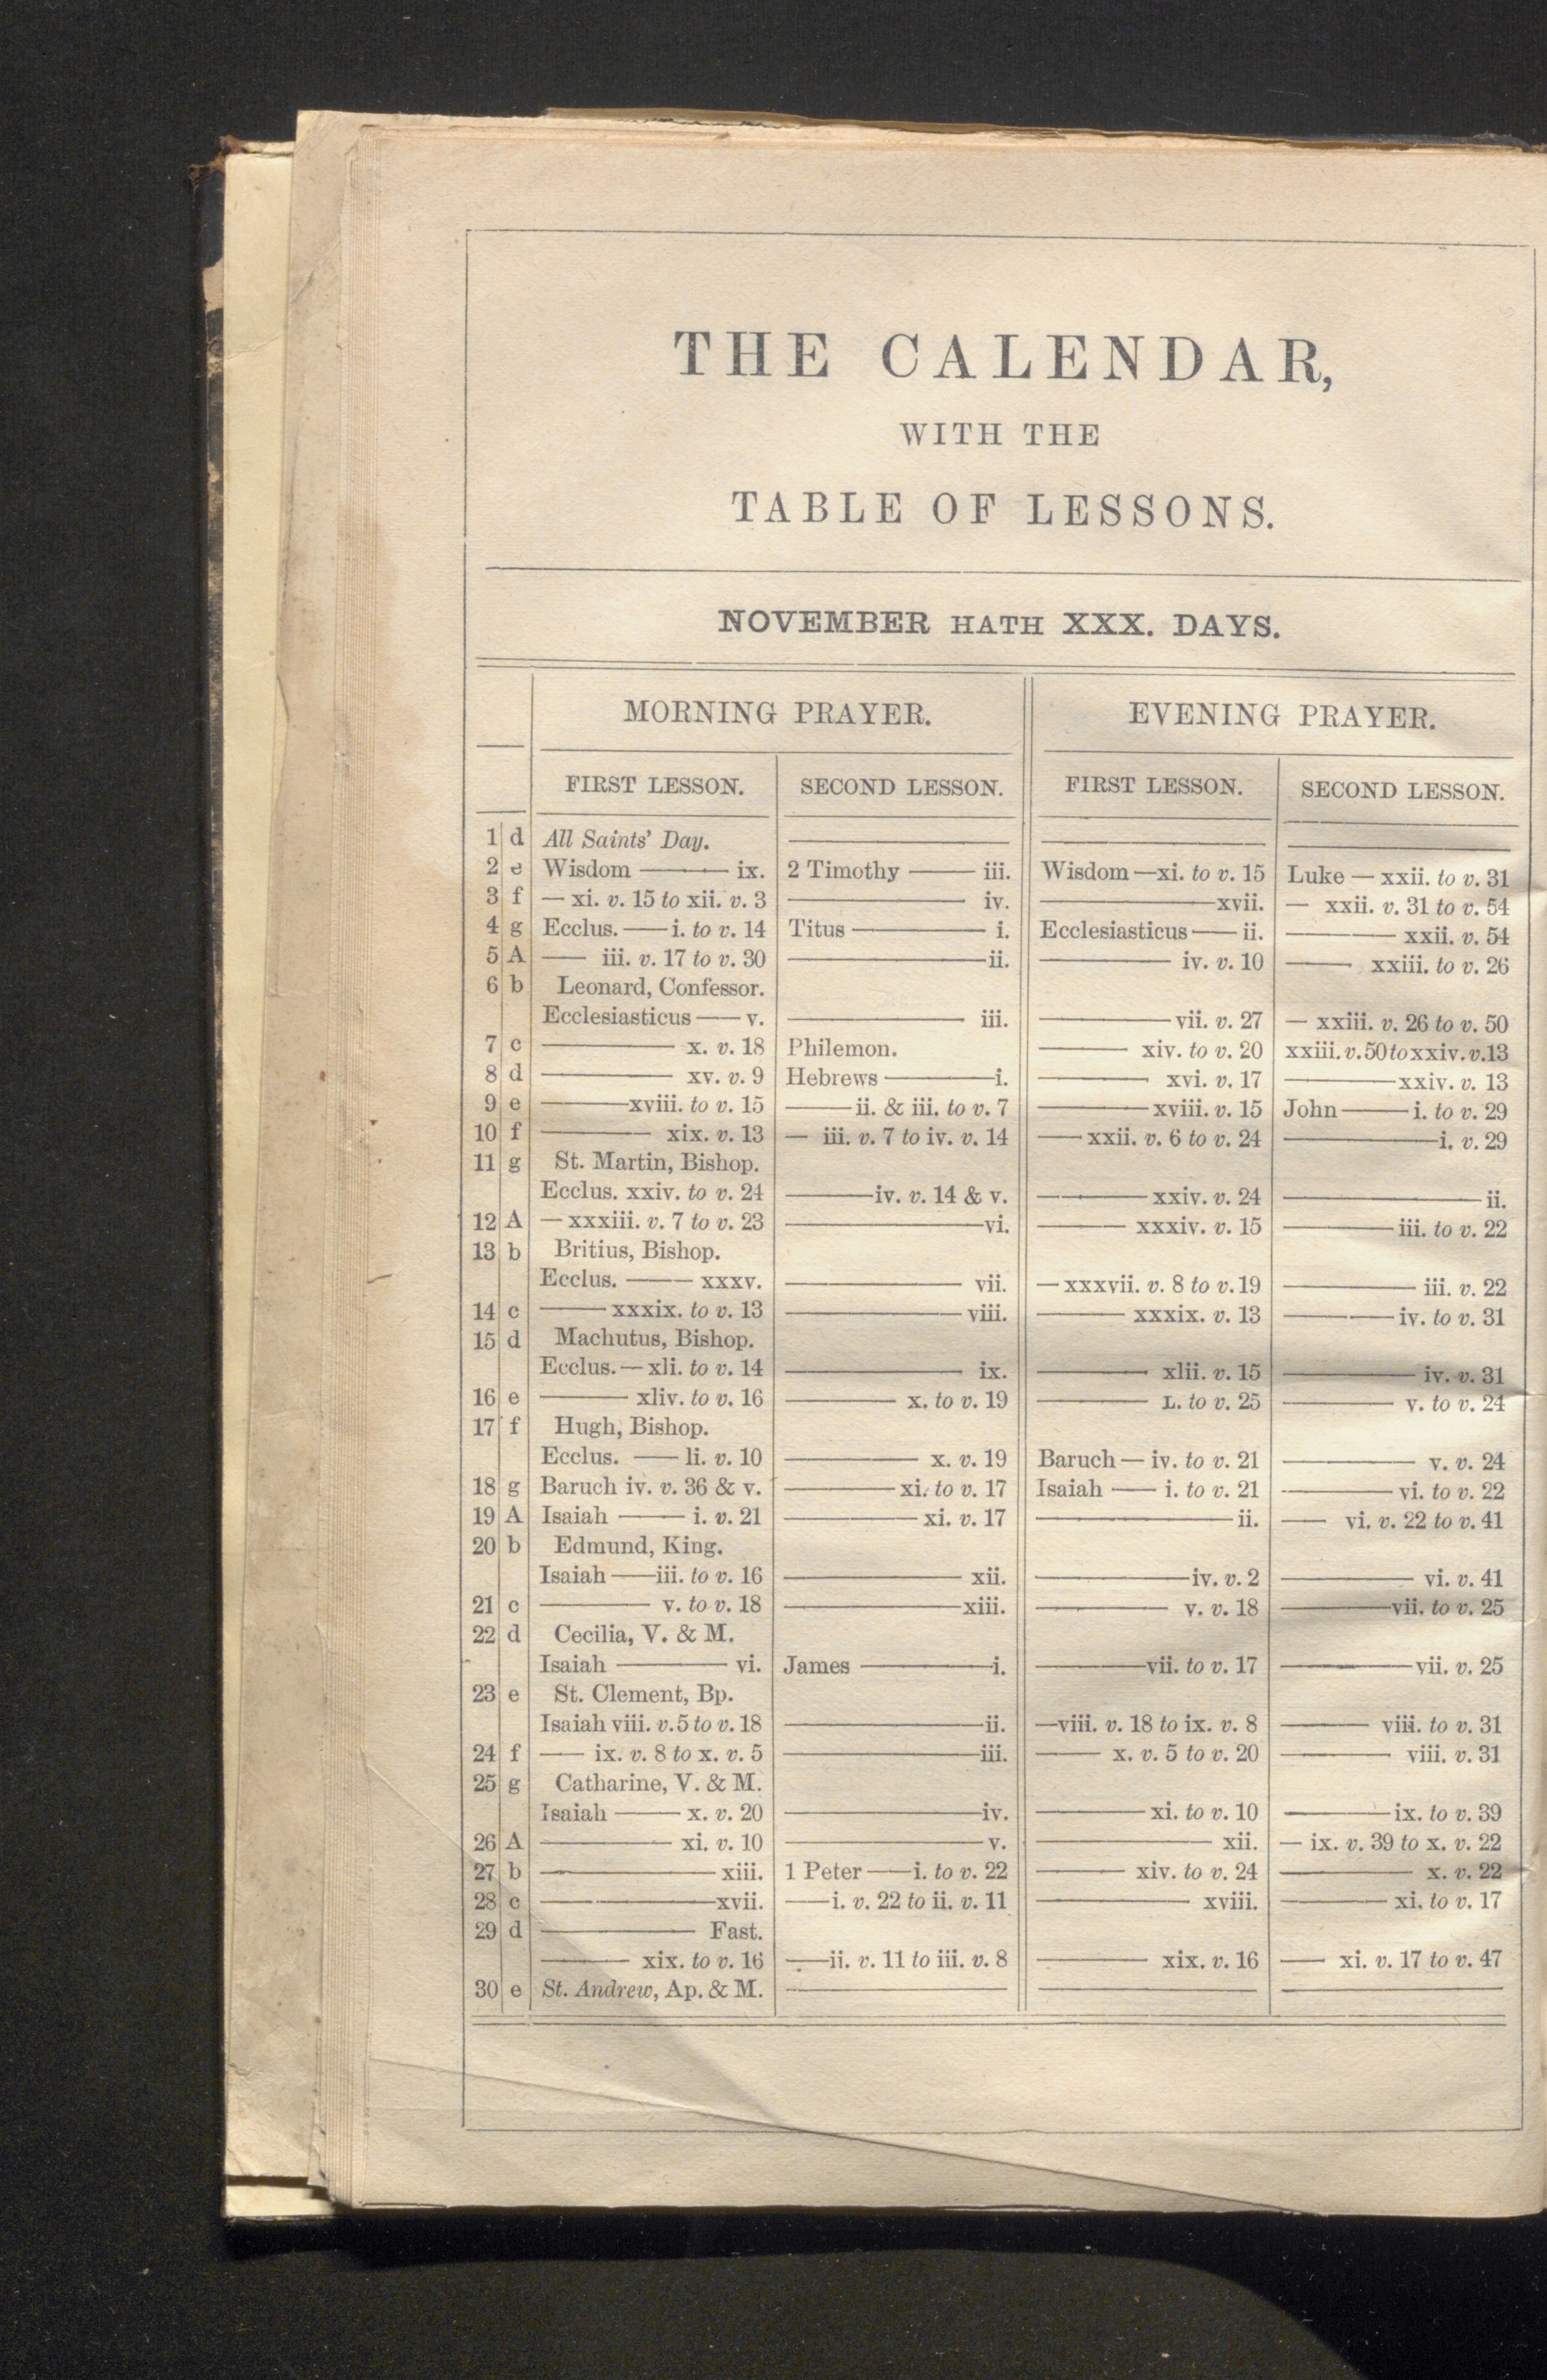 THE CALENDAR,
WITH THE
TABLE OF LESSONS.
NOVEMBER HATH XXX. DAYS.
MORNING PRAYER. EVENING PRAYER.
FIRST LESSON. SECOND LESSON. FIRST LESSON. SECOND LESSON.
1 d All Saints' Day. —— —— ——
2 e Wisdom —— ix. 2 Timothy —— iii. Wisdom — xi. to v. 15 Luke — xxii. to v. 31
3 f — xi. v. 15 to xii. v. 3 —— iv. —— xvii. — xxii. v. 31 to v. 54
4 g Ecclus. — i. to v. 14 Titus —— i. Ecclesiasticus — ii. —— xxii. v. 54
5 A — iii. v. 17 to v. 30 —— ii. —— iv. v. 10 —— xxiii. to v. 26
6 b Leonard, Confessor.
Ecclesiasticus — v. —— iii. —— vii. v. 27 — xxiii. v. 26 to v. 50
7 c —— x. v. 18 Philemon. —— xiv. to v. 20 xxiii. v. 50 to xxiv. v. 13
8 d —— xv. v. 9 Hebrews —— i. —— xvi. v. 17 —— xxiv. v. 13
9 e —— xviii. to v. 15 —— ii. & iii. to v. 7 —— xviii. v. 15 John —— i. to v. 29
10 f —— xix. v. 13 — iii. v. 7 to iv. v. 14 — xxii. v. 6 to v. 24 —— i. v. 29
11 g St. Martin, Bishop.
Ecclus. xxiv. to v. 24 —— iv. v. 14 & v. —— xxiv. v. 24 —— ii.
12 A — xxxiii. v. 7 to v. 23 —— vi. —— xxxiv. v. 15 —— iii. to v. 22
13 b Britius, Bishop.
Ecclus. —— xxxv. —— vii. — xxxvii. v. 8 to v. 19 —— iii. v. 22
14 c —— xxxix. to v. 13 —— viii. —— xxxix. v. 13 —— iv. to v. 31
15 d Machutus, Bishop.
Ecclus. — xli. to v. 14 —— ix. —— xlii. v. 15 —— iv. v. 31
16 e —— xliv. to v. 16 —— x. to v. 19 —— L. to v. 25 —— v. to v. 24
17 f Hugh, Bishop.
Ecclus. — li. v. 10 —— x. v. 19 Baruch — iv. to v. 21 —— v. v. 24
18 g Baruch iv. v. 36 & v. —— xi. to v. 17 Isaiah — i. to v. 21 —— vi. to v. 22
19 A Isaiah —— i. v. 21 —— xi. v. 17 —— ii. — vi. v. 22 to v. 41
20 b Edmund, King.
Isaiah — iii. to v. 16 —— xii. —— iv. v. 2 —— vi. v. 41
21 c —— v. to v. 18 —— xiii. —— v. v. 18 —— vii. to v. 25
22 d Cecilia, V. & M.
Isaiah —— vi. James —— i. —— vii. to v. 17 —— vii. v. 25
23 e St. Clement, Bp.
Isaiah viii. v. 5 to v. 18 —— ii. — viii. v. 18 to ix. v. 8 —— viii. to v. 31
24 f — ix. v. 8 to x. v. 5 —— iii. —— x. v. 5 to v. 20 —— viii. v. 31
25 g Catharine, V. & M.
Isaiah —— x. v. 20 —— iv. —— xi. to v. 10 —— ix. to v. 39
26 A —— xi. v. 10 —— v. —— xii. — ix. v. 39 to x. v. 22
27 b —— xiii. 1 Peter — i. to v. 22 —— xiv. to v. 24 —— x. v. 22
28 c —— xvii. — i. v. 22 to ii. v. 11 —— xviii. —— xi. to v. 17
29 d —— Fast.
—— xix. to v. 16 — ii. v. 11 to iii. v. 8 —— xix. v. 16 — xi. v. 17 to v. 47
30 e St. Andrew, Ap. & M. —— —— ——